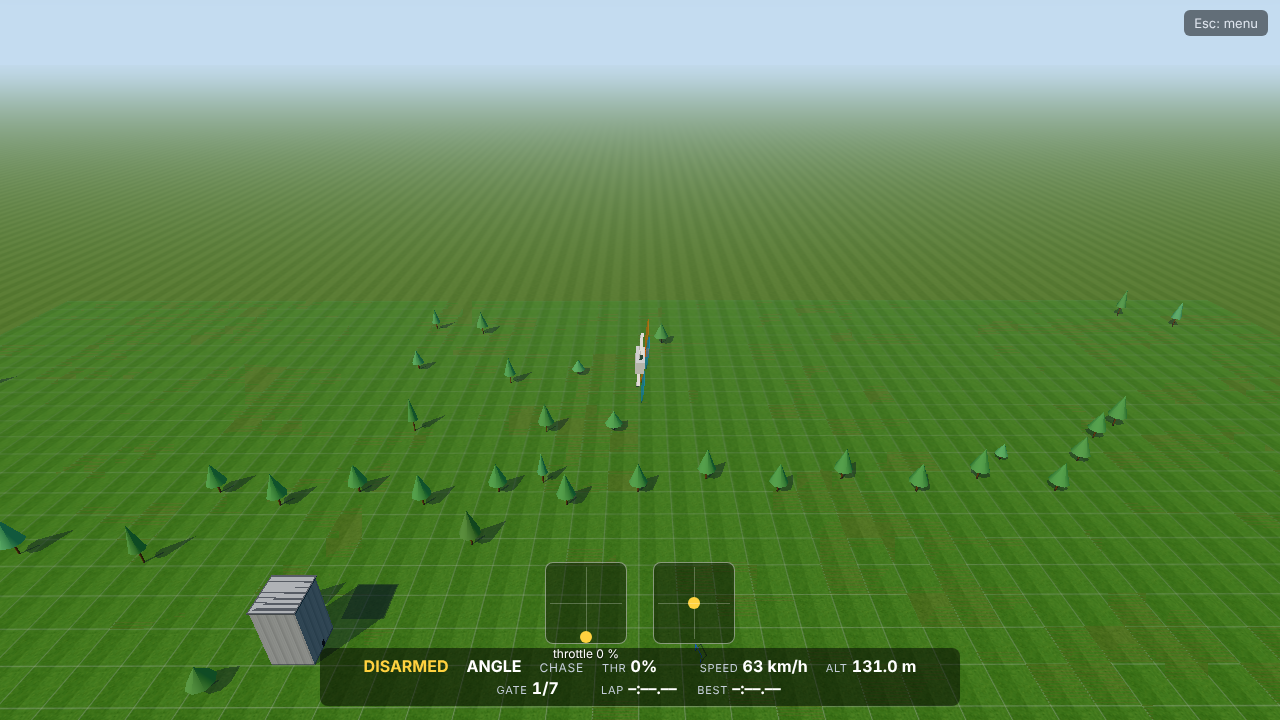 Esc: menu
throttle 0 %
DISARMED ANGLE CHASE THR 0% SPEED 63 km/h ALT 131.0 m
GATE 1/7 LAP –:––.–– BEST –:––.––